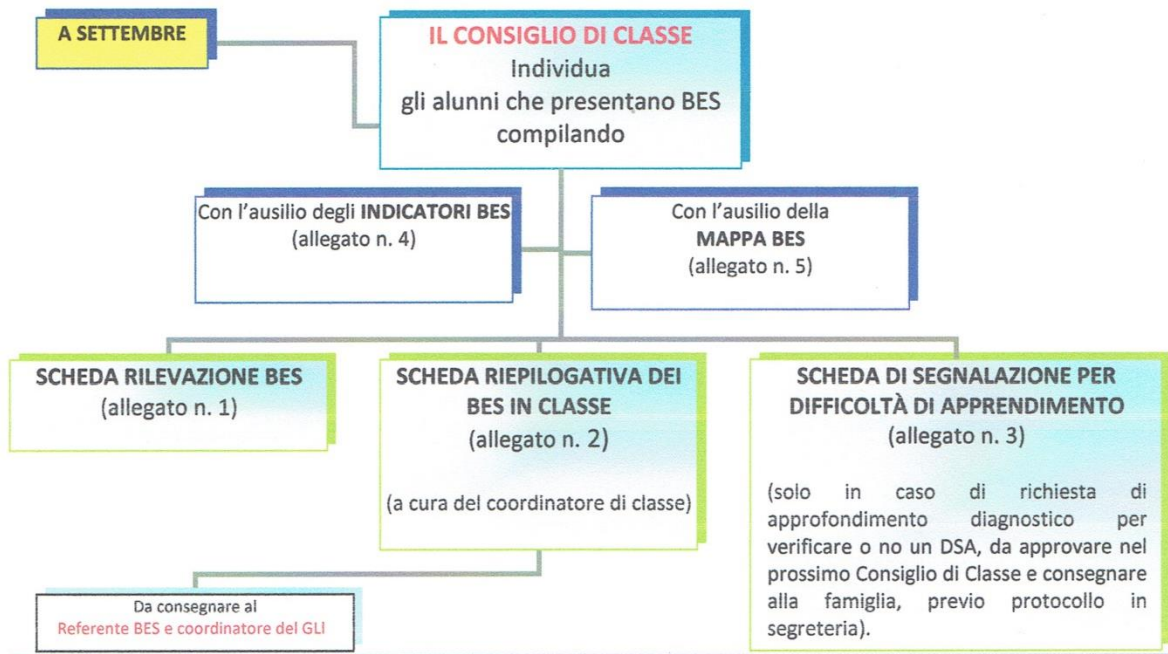 A SETTEMBRE
IL CONSIGLIO DI CLASSE
Individua
gli alunni che presentano BES
compilando
Con l'ausilio degli INDICATORI BES
(allegato n. 4)
Con l'ausilio della
MAPPA BES
(allegato n. 5)
SCHEDA RILEVAZIONE BES
(allegato n. 1)
SCHEDA RIEPILOGATIVA DEI
BES IN CLASSE
(allegato n. 2)
(a cura del coordinatore di classe)
SCHEDA DI SEGNALAZIONE PER
DIFFICOLTÀ DI APPRENDIMENTO
(allegato n. 3)
(solo in caso di richiesta di
approfondimento diagnostico per
verificare o no un DSA, da approvare nel
prossimo Consiglio di Classe e consegnare
alla famiglia, previo protocollo in
segreteria).
Da consegnare al
Referente BES e coordinatore del GLI